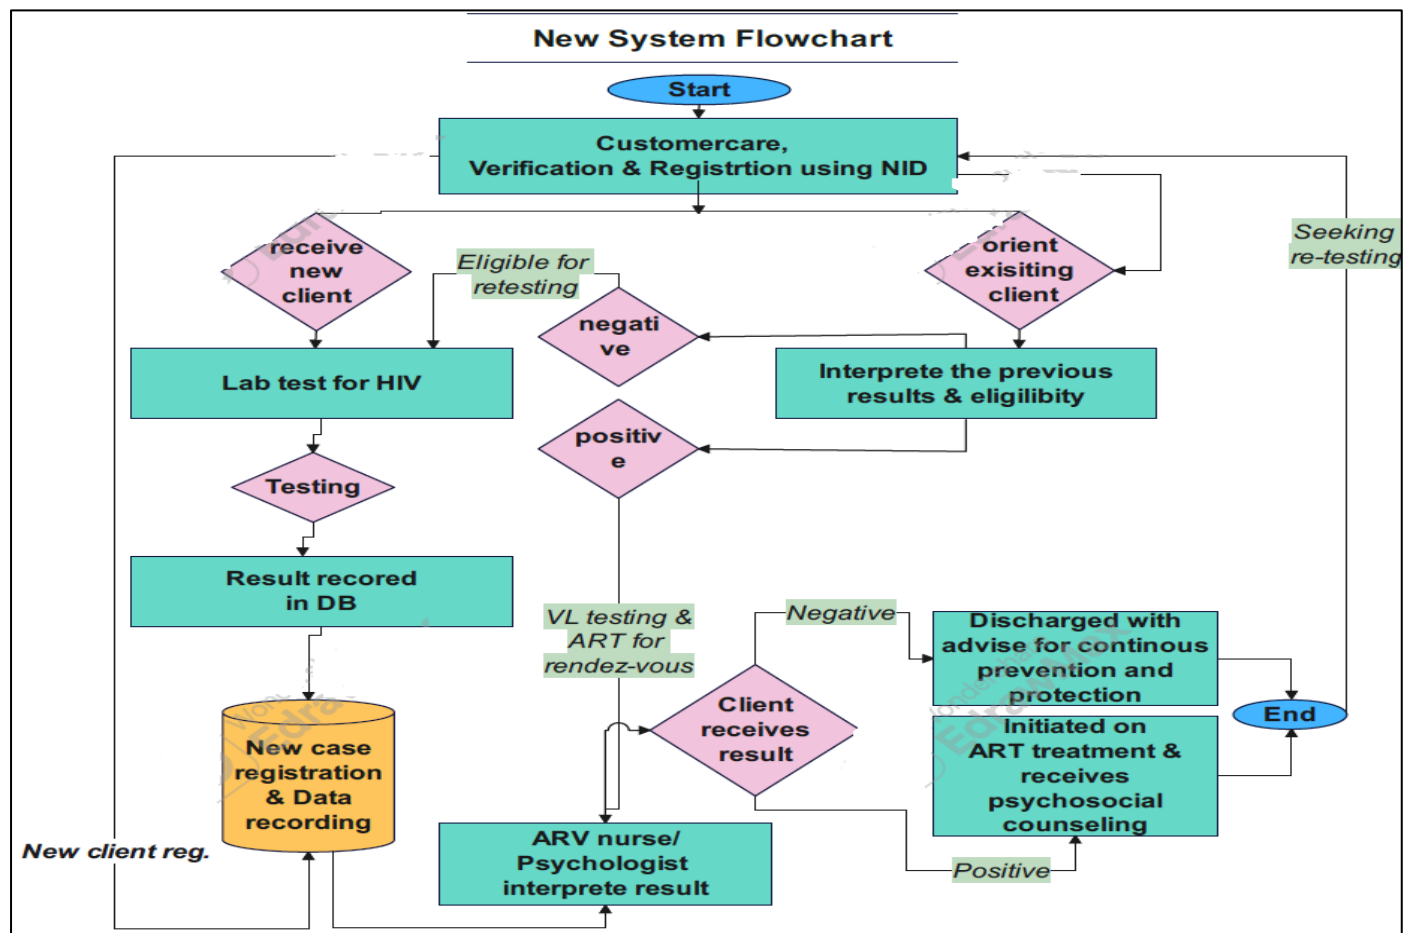 New System Flowchart
Start
Customercare,
Verification & Registrtion using NID
receive
new
client
Eligible for
retesting
orient
exisiting
client
Seeking
re-testing
negati
ve
Lab test for HIV
Interprete the previous
results & eligilibity
positiv
e
Testing
Result recored
in DB
VL testing &
ART for
rendez-vous
Negative
Discharged with
advise for continous
prevention and
protection
Client
receives
result
End
New case
registration
& Data
recording
Initiated on
ART treatment &
receives
psychosocial
counseling
ARV nurse/
Psychologist
interprete result
New client reg.
Positive